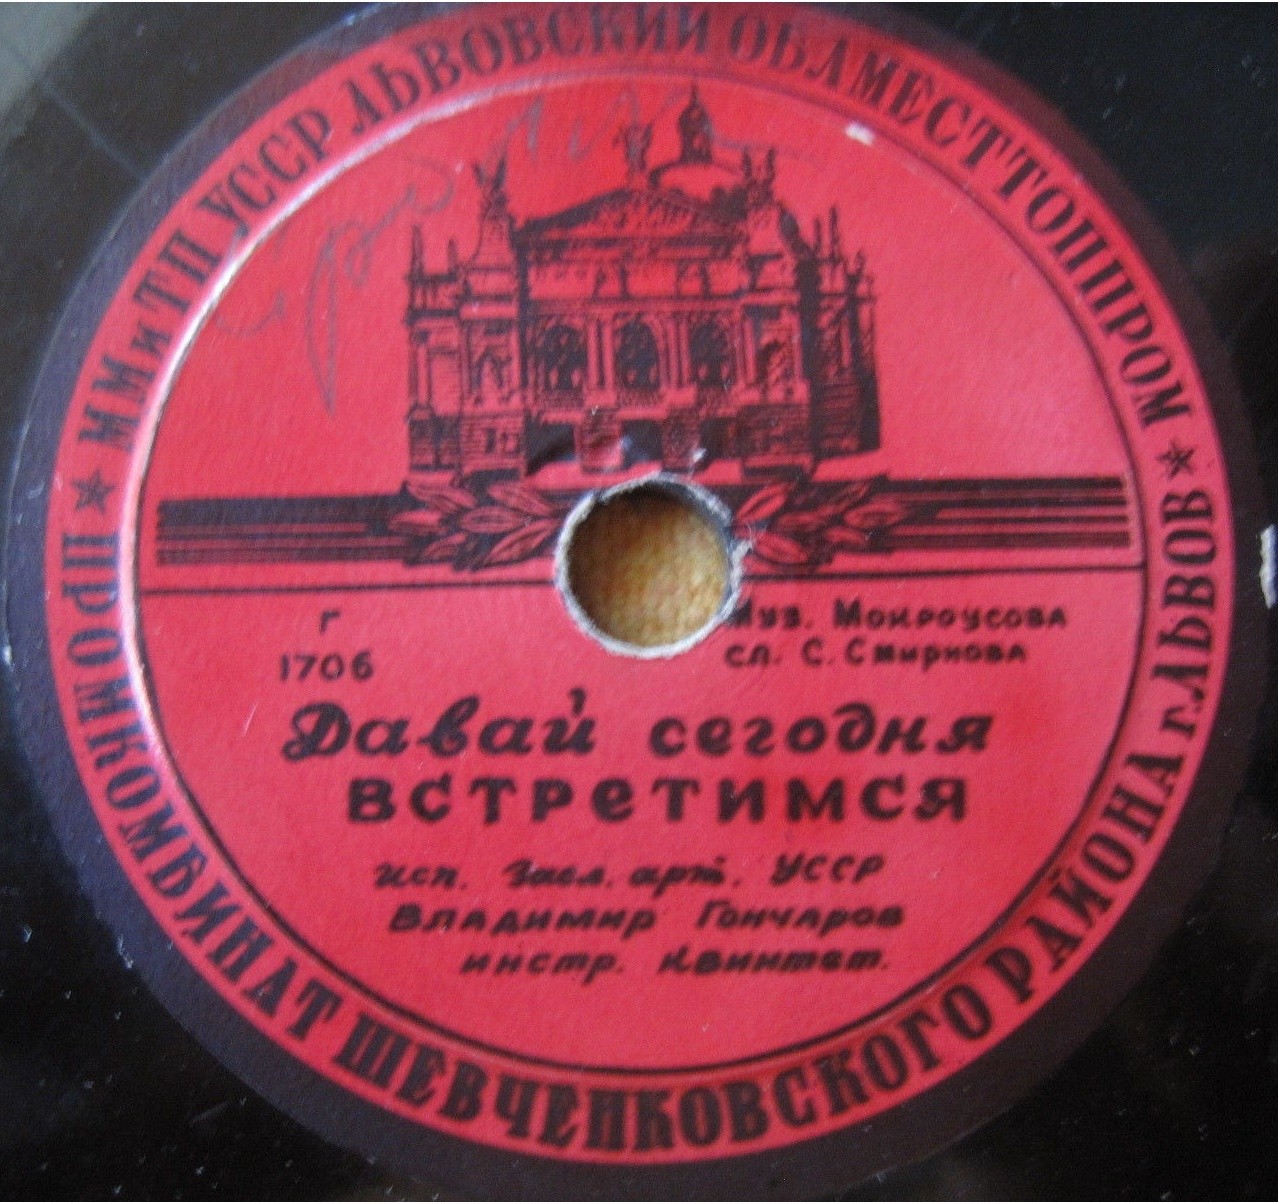 ММиТП УССР ЛЬВОВСКИЙ ОБЛМЕСТТОППРОМ
ПРОМКОМБИНАТ ШЕВЧЕНКОВСКОГО РАЙОНА г. ЛЬВОВ
г
1706
Муз. Мокроусова
сл. С. Смирнова
Давай сегодня
встретимся
исп. Засл. арт. УССР
Владимир Гончаров
инстр. квинтет.